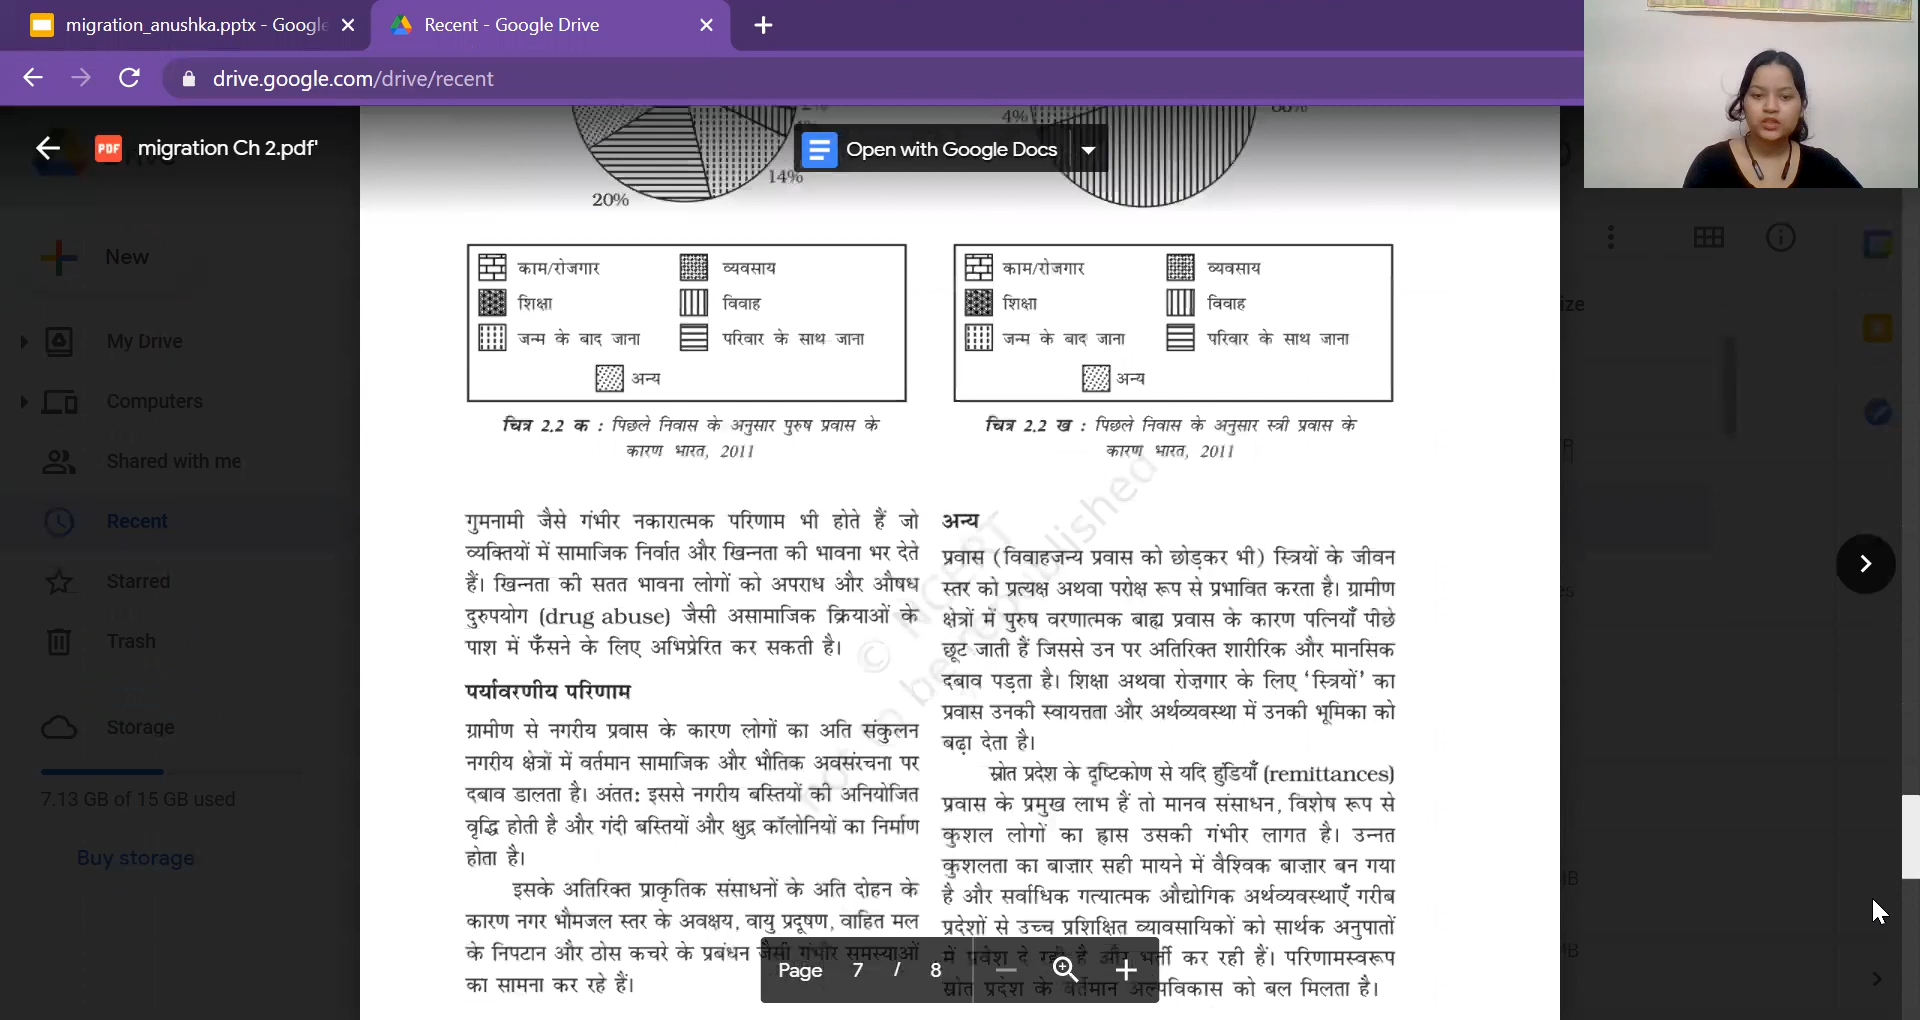 migration_anushka.pptx - Google
Recent - Google Drive
drive.google.com/drive/recent
migration Ch 2.pdf'
Open with Google Docs
New
My Drive
Computers
Shared with me
Recent
Starred
Trash
Storage
7.13 GB of 15 GB used
Buy storage
20%
14%
4%
काम/रोजगार
व्यवसाय
शिक्षा
विवाह
जन्म के बाद जाना
परिवार के साथ जाना
अन्य
चित्र 2.2 क : पिछले निवास के अनुसार पुरुष प्रवास के
कारण भारत, 2011
काम/रोजगार
व्यवसाय
शिक्षा
विवाह
जन्म के बाद जाना
परिवार के साथ जाना
अन्य
चित्र 2.2 ख : पिछले निवास के अनुसार स्त्री प्रवास के
कारण भारत, 2011
गुमनामी जैसे गंभीर नकारात्मक परिणाम भी होते हैं जो
व्यक्तियों में सामाजिक निर्वात और खिन्नता की भावना भर देते
हैं। खिन्नता की सतत भावना लोगों को अपराध और औषध
दुरुपयोग (drug abuse) जैसी असामाजिक क्रियाओं के
पाश में फँसने के लिए अभिप्रेरित कर सकती है।
पर्यावरणीय परिणाम
ग्रामीण से नगरीय प्रवास के कारण लोगों का अति संकुलन
नगरीय क्षेत्रों में वर्तमान सामाजिक और भौतिक अवसंरचना पर
दबाव डालता है। अंतत: इससे नगरीय बस्तियों की अनियोजित
वृद्धि होती है और गंदी बस्तियों और क्षुद्र कॉलोनियों का निर्माण
होता है।
इसके अतिरिक्त प्राकृतिक संसाधनों के अति दोहन के
कारण नगर भौमजल स्तर के अवक्षय, वायु प्रदूषण, वाहित मल
के निपटान और ठोस कचरे के प्रबंधन जैसी गंभीर समस्याओं
का सामना कर रहे हैं।
अन्य
प्रवास (विवाहजन्य प्रवास को छोड़कर भी) स्त्रियों के जीवन
स्तर को प्रत्यक्ष अथवा परोक्ष रूप से प्रभावित करता है। ग्रामीण
क्षेत्रों में पुरुष वरणात्मक बाह्य प्रवास के कारण पत्नियाँ पीछे
छूट जाती हैं जिससे उन पर अतिरिक्त शारीरिक और मानसिक
दबाव पड़ता है। शिक्षा अथवा रोज़गार के लिए ‘स्त्रियों’ का
प्रवास उनकी स्वायत्तता और अर्थव्यवस्था में उनकी भूमिका को
बढ़ा देता है।
स्रोत प्रदेश के दृष्टिकोण से यदि हुंडियाँ (remittances)
प्रवास के प्रमुख लाभ हैं तो मानव संसाधन, विशेष रूप से
कुशल लोगों का ह्रास उसकी गंभीर लागत है। उन्नत
कुशलता का बाज़ार सही मायने में वैश्विक बाज़ार बन गया
है और सर्वाधिक गत्यात्मक औद्योगिक अर्थव्यवस्थाएँ गरीब
प्रदेशों से उच्च प्रशिक्षित व्यावसायिकों को सार्थक अनुपातों
में प्रवेश दे रही है और भर्ती कर रही हैं। परिणामस्वरूप
स्रोत प्रदेश के वर्तमान अल्पविकास को बल मिलता है।
© NCERT
not to be republished
Page 7 / 8